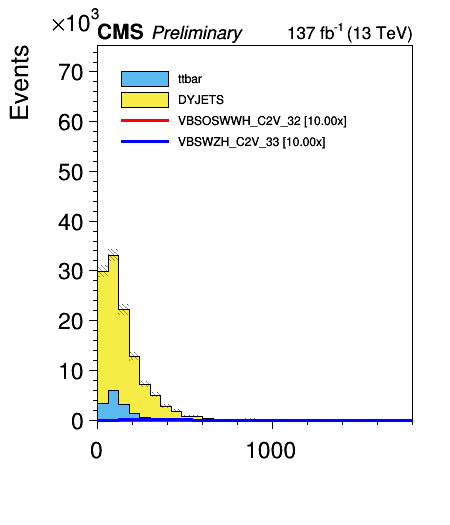 ×10³ CMS Preliminary 137 fb⁻¹ (13 TeV)
Events
70
60
50
40
30
20
10
0
ttbar
DYJETS
VBSOSWWH_C2V_32 [10.00x]
VBSWZH_C2V_33 [10.00x]
0 1000